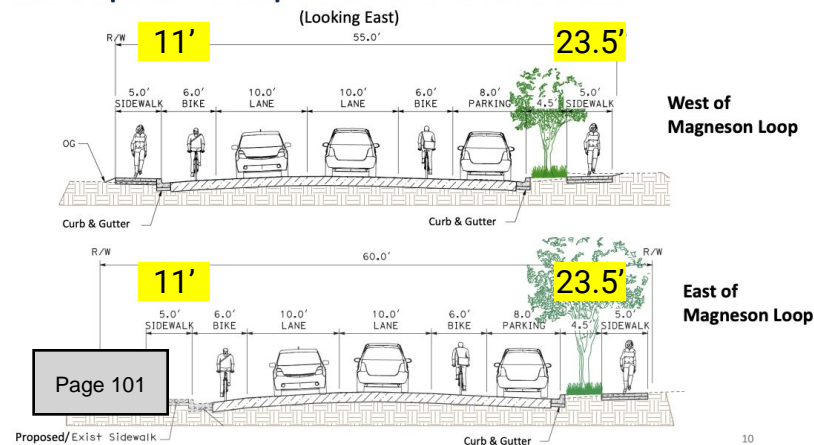 (Looking East)
R/W 11' 55.0' 23.5'
5.0' 6.0' 10.0' 10.0' 6.0' 8.0' 4.5' 5.0'
SIDEWALK BIKE LANE LANE BIKE PARKING SIDEWALK
West of
Magneson Loop
OG
Curb & Gutter Curb & Gutter
R/W 60.0' R/W
11' 23.5'
5.0' 6.0' 10.0' 10.0' 6.0' 8.0' 4.5' 5.0'
SIDEWALK BIKE LANE LANE BIKE PARKING SIDEWALK
East of
Magneson Loop
Page 101
Proposed/Exist Sidewalk Curb & Gutter 10